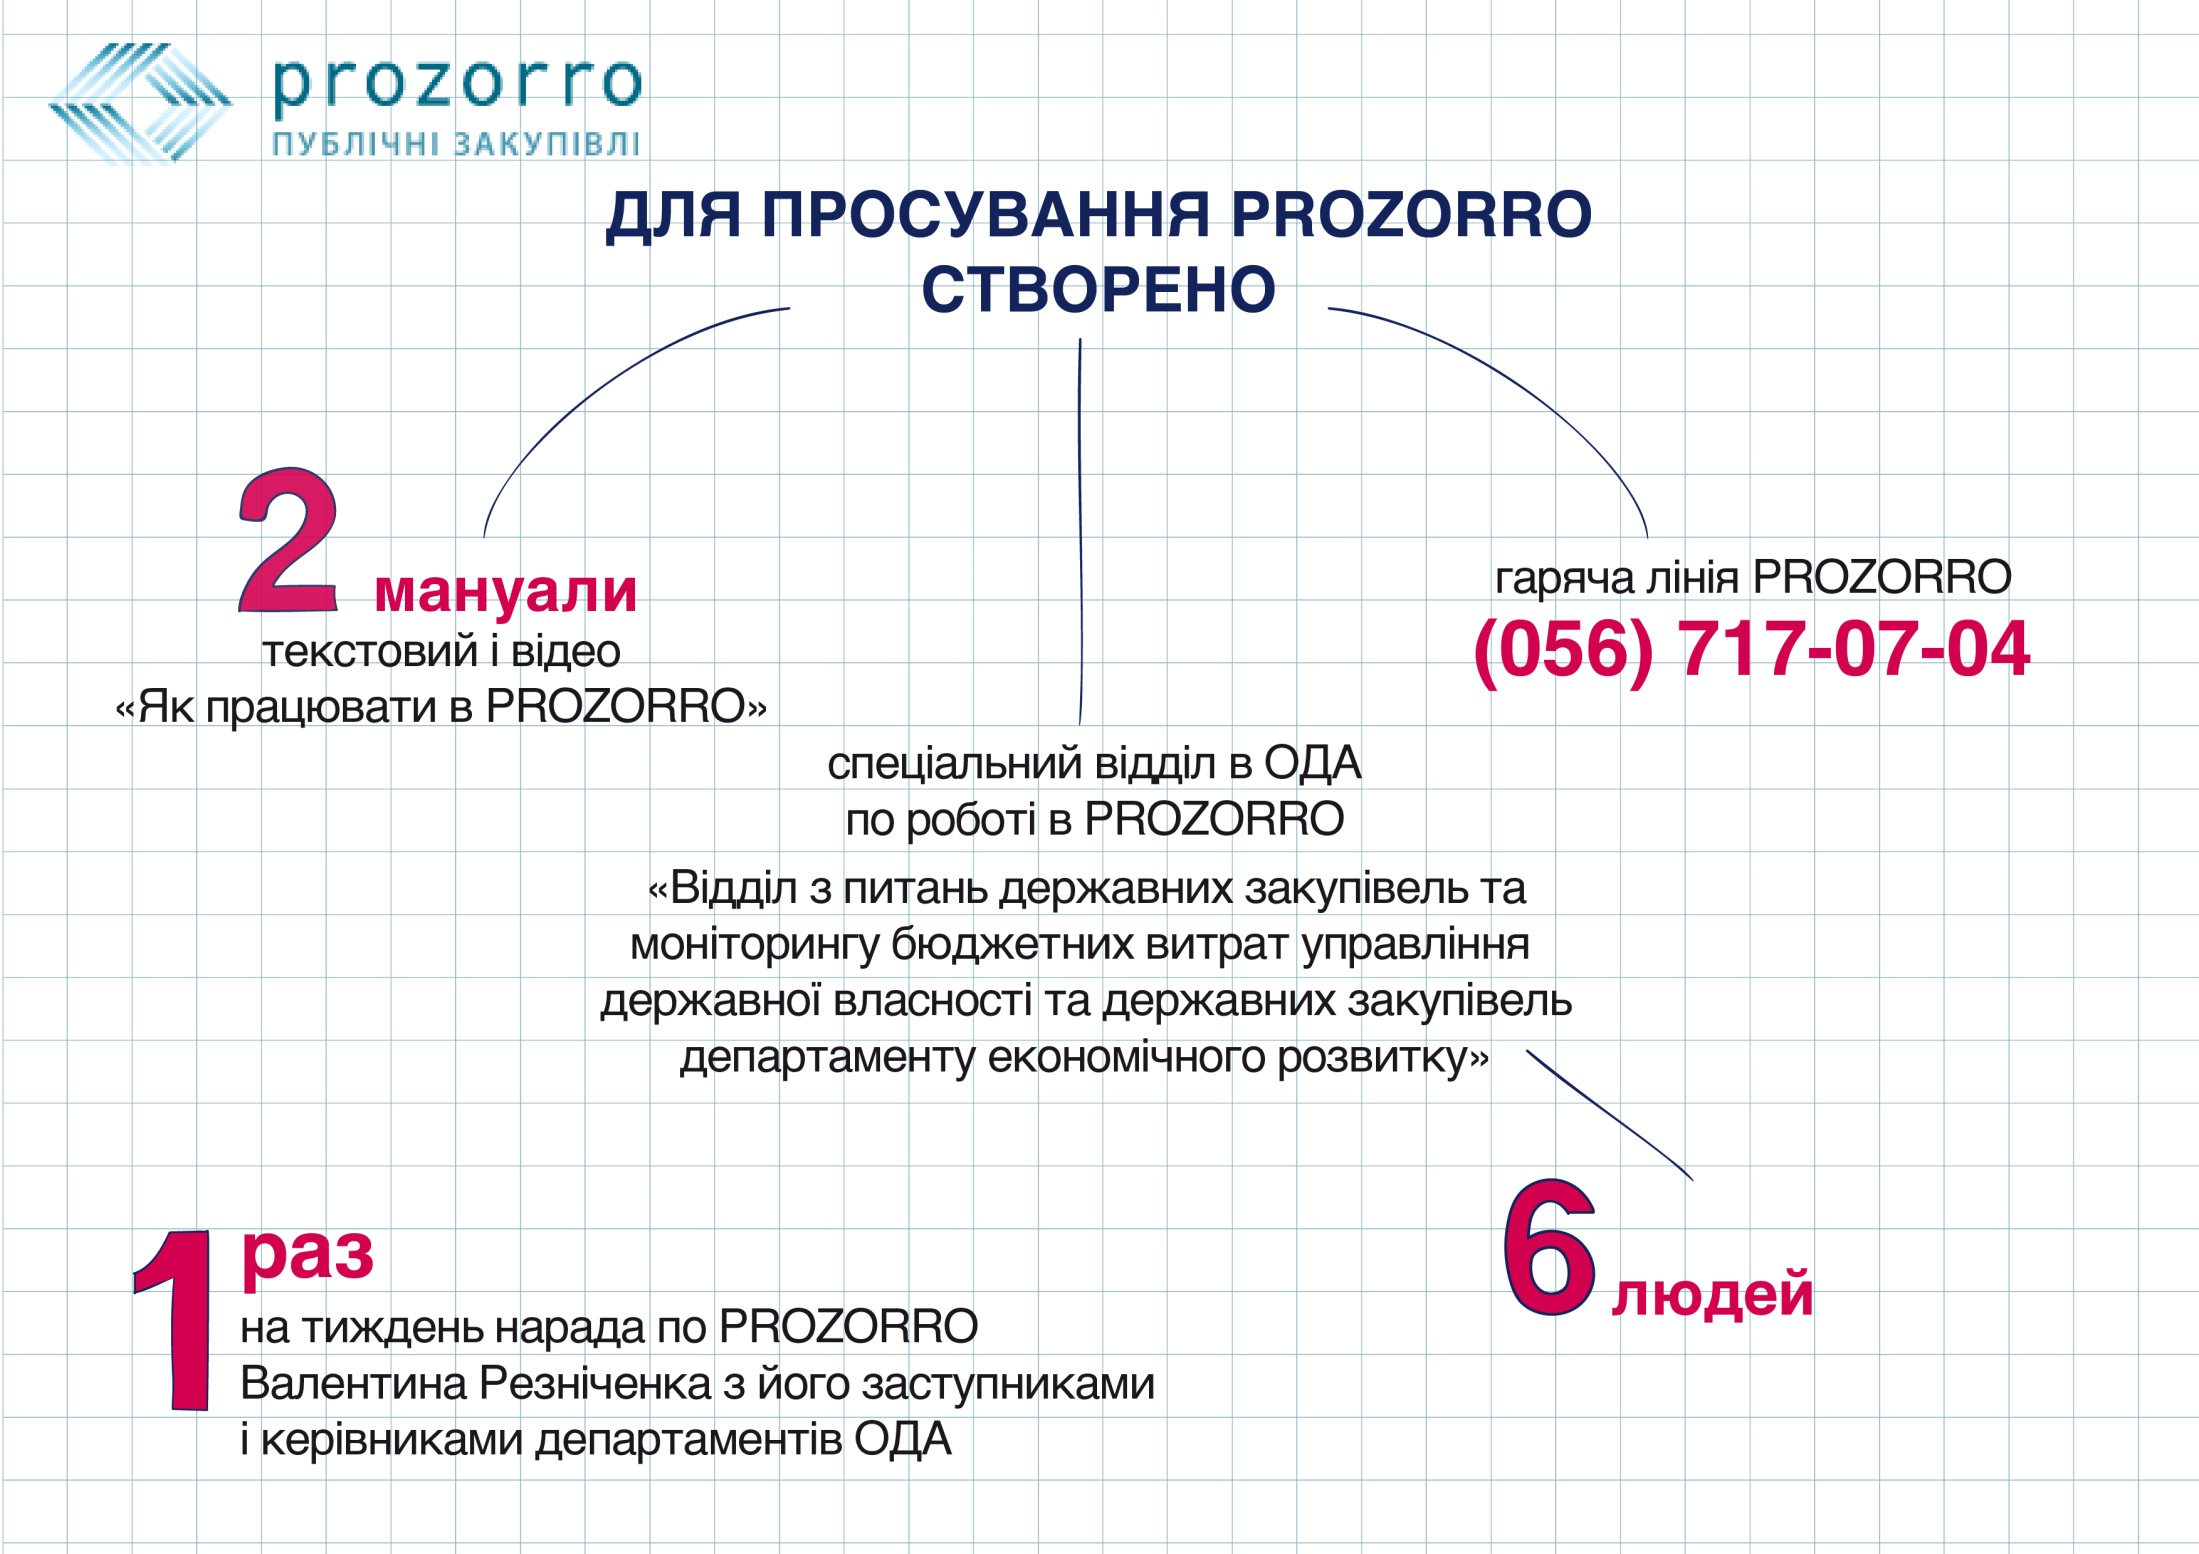 prozorro
ПУБЛІЧНІ ЗАКУПІВЛІ
ДЛЯ ПРОСУВАННЯ PROZORRO
СТВОРЕНО
2 мануали
текстовий і відео
«Як працювати в PROZORRO»
гаряча лінія PROZORRO
(056) 717-07-04
спеціальний відділ в ОДА
по роботі в PROZORRO
«Відділ з питань державних закупівель та
моніторингу бюджетних витрат управління
державної власності та державних закупівель
департаменту економічного розвитку»
6 людей
1 раз
на тиждень нарада по PROZORRO
Валентина Резніченка з його заступниками
і керівниками департаментів ОДА